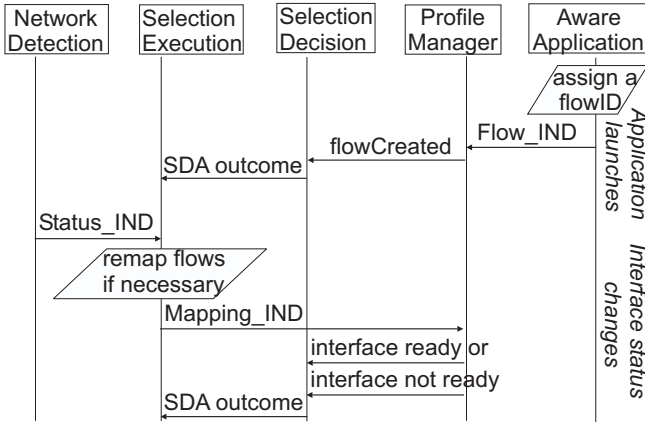 Network
Detection
Selection
Execution
Selection
Decision
Profile
Manager
Aware
Application
assign a
flowID
Flow_IND
flowCreated
SDA outcome
Application
launches
Status_IND
remap flows
if necessary
Mapping_IND
interface ready or
interface not ready
SDA outcome
Interface status
changes